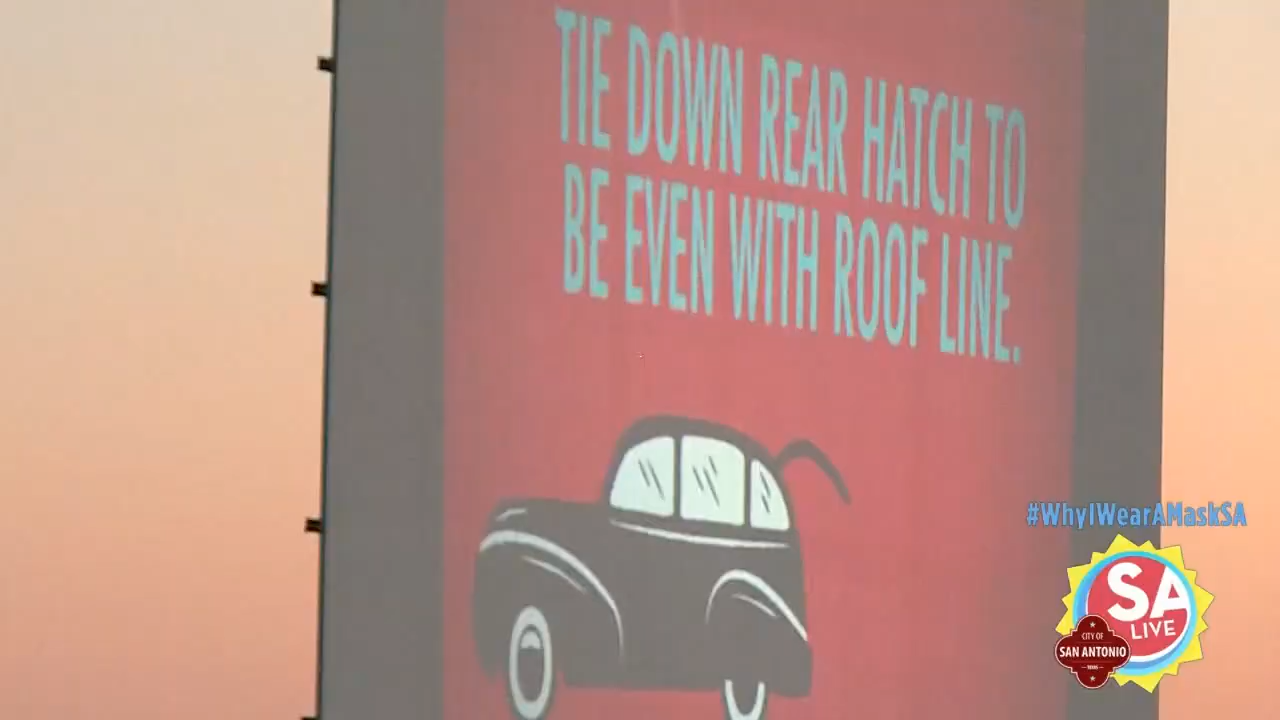 TIE DOWN REAR HATCH TO
BE EVEN WITH ROOF LINE.
#WhyIWearAMaskSA
SA
LIVE
CITY OF
SAN ANTONIO